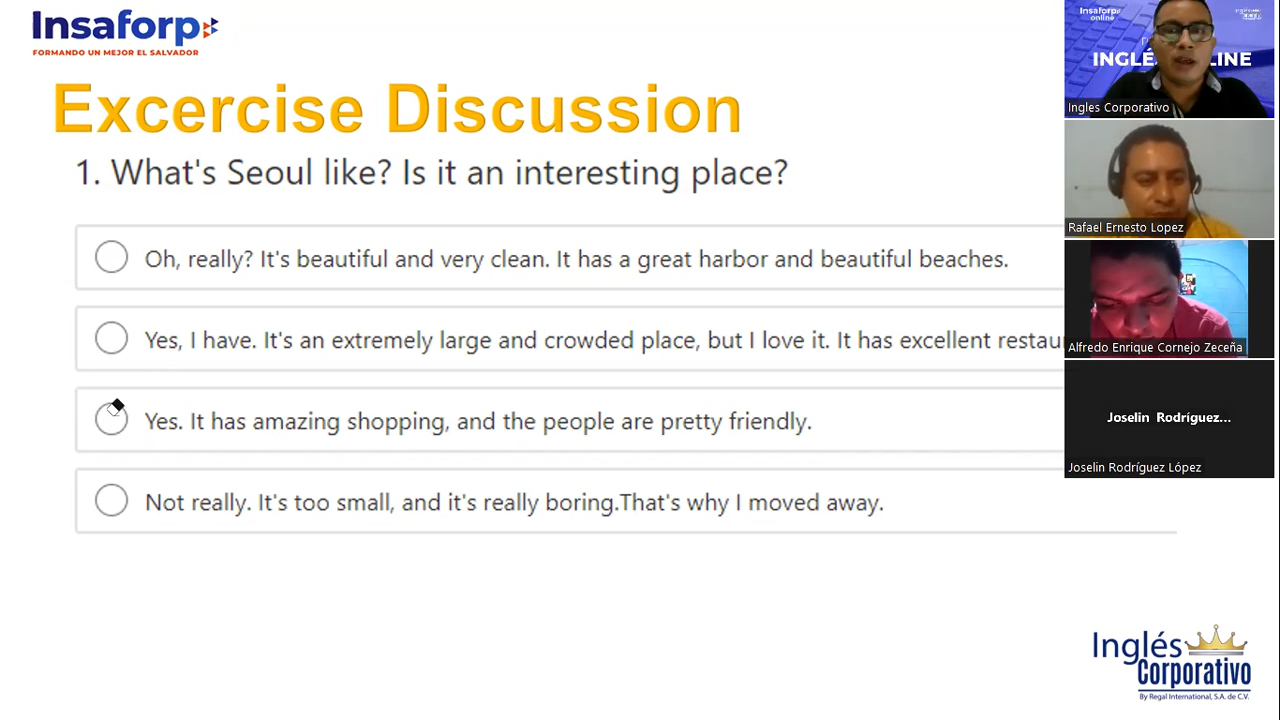 Insaforp
FORMANDO UN MEJOR EL SALVADOR
Excercise Discussion
1. What's Seoul like? Is it an interesting place?
Oh, really? It's beautiful and very clean. It has a great harbor and beautiful beaches.
Yes, I have. It's an extremely large and crowded place, but I love it. It has excellent restau
Yes. It has amazing shopping, and the people are pretty friendly.
Not really. It's too small, and it's really boring.That's why I moved away.
Insaforp
online
INGLÉ LINE
Ingles Corporativo
Rafael Ernesto Lopez
Alfredo Enrique Cornejo Zeceña
Joselin Rodríguez...
Joselin Rodríguez López
Inglés
Corporativo
By Regal International, S.A. de C.V.